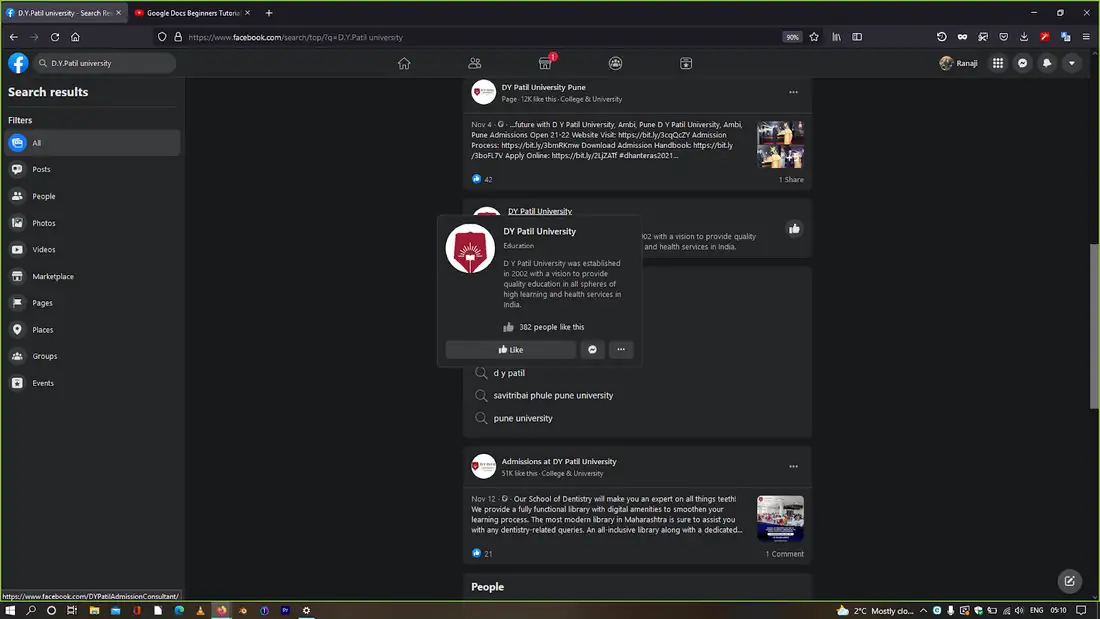 D.Y.Patil university - Search Res
Google Docs Beginners Tutorial
https://www.facebook.com/search/top/?q=D.Y.Patil university
90%
D.Y.Patil university
1
Ranaji
Search results
Filters
All
Posts
People
Photos
Videos
Marketplace
Pages
Places
Groups
Events
DY Patil University Pune
Page · 12K like this · College & University
Nov 4 · ...future with D Y Patil University, Ambi, Pune D Y Patil University, Ambi,
Pune Admissions Open 21-22 Website Visit: https://bit.ly/3cqQcZY Admission
Process: https://bit.ly/3bmRKmw Download Admission Handbook: https://bit.ly
/3boFL7V Apply Online: https://bit.ly/2LjZATf #dhanteras2021...
42
1 Share
DY Patil University
002 with a vision to provide quality
and health services in India.
DY Patil University
Education
D Y Patil University was established
in 2002 with a vision to provide
quality education in all spheres of
high learning and health services in
India.
382 people like this
Like
d y patil
savitribai phule pune university
pune university
Admissions at DY Patil University
51K like this · College & University
Nov 12 · Our School of Dentistry will make you an expert on all things teeth!
We provide a fully functional library with digital amenities to smoothen your
learning process. The most modern library in Maharashtra is sure to assist you
with any dentistry-related queries. An all-inclusive library along with a dedicated...
21
1 Comment
People
https://www.facebook.com/DYPatilAdmissionConsultant/
2°C Mostly clo...
ENG
05:10